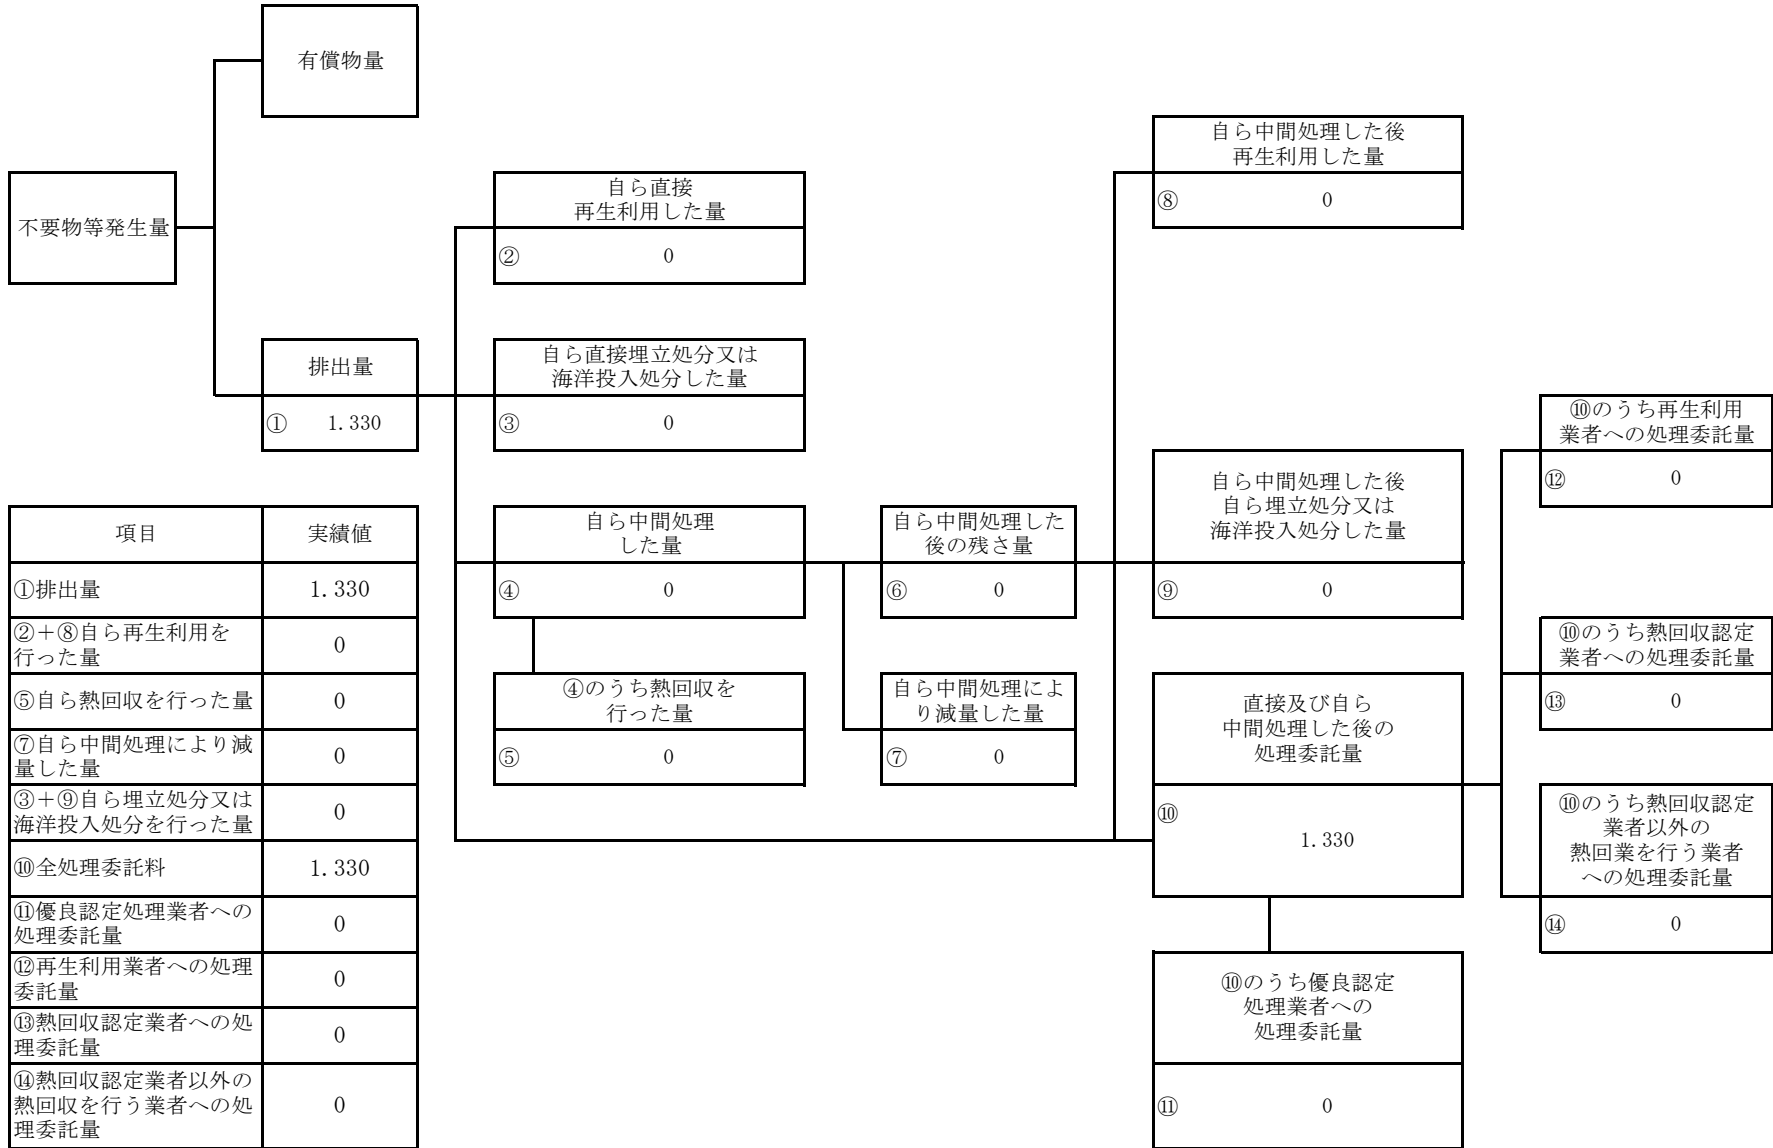 有償物量
不要物等発生量
排出量
① 1.330
自ら直接
再生利用した量
② 0
自ら直接埋立処分又は
海洋投入処分した量
③ 0
自ら中間処理
した量
④ 0
④のうち熱回収を
行った量
⑤ 0
自ら中間処理した
後の残さ量
⑥ 0
自ら中間処理によ
り減量した量
⑦ 0
自ら中間処理した後
再生利用した量
⑧ 0
自ら中間処理した後
自ら埋立処分又は
海洋投入処分した量
⑨ 0
直接及び自ら
中間処理した後の
処理委託量
⑩
1.330
⑩のうち優良認定
処理業者への
処理委託量
⑪ 0
⑩のうち再生利用
業者への処理委託量
⑫ 0
⑩のうち熱回収認定
業者への処理委託量
⑬ 0
⑩のうち熱回収認定
業者以外の
熱回業を行う業者
への処理委託量
⑭ 0
項目 実績値
①排出量 1.330
②+⑧自ら再生利用を
行った量 0
⑤自ら熱回収を行った量 0
⑦自ら中間処理により減
量した量 0
③+⑨自ら埋立処分又は
海洋投入処分を行った量 0
⑩全処理委託料 1.330
⑪優良認定処理業者への
処理委託量 0
⑫再生利用業者への処理
委託量 0
⑬熱回収認定業者への処
理委託量 0
⑭熱回収認定業者以外の
熱回収を行う業者への処
理委託量 0